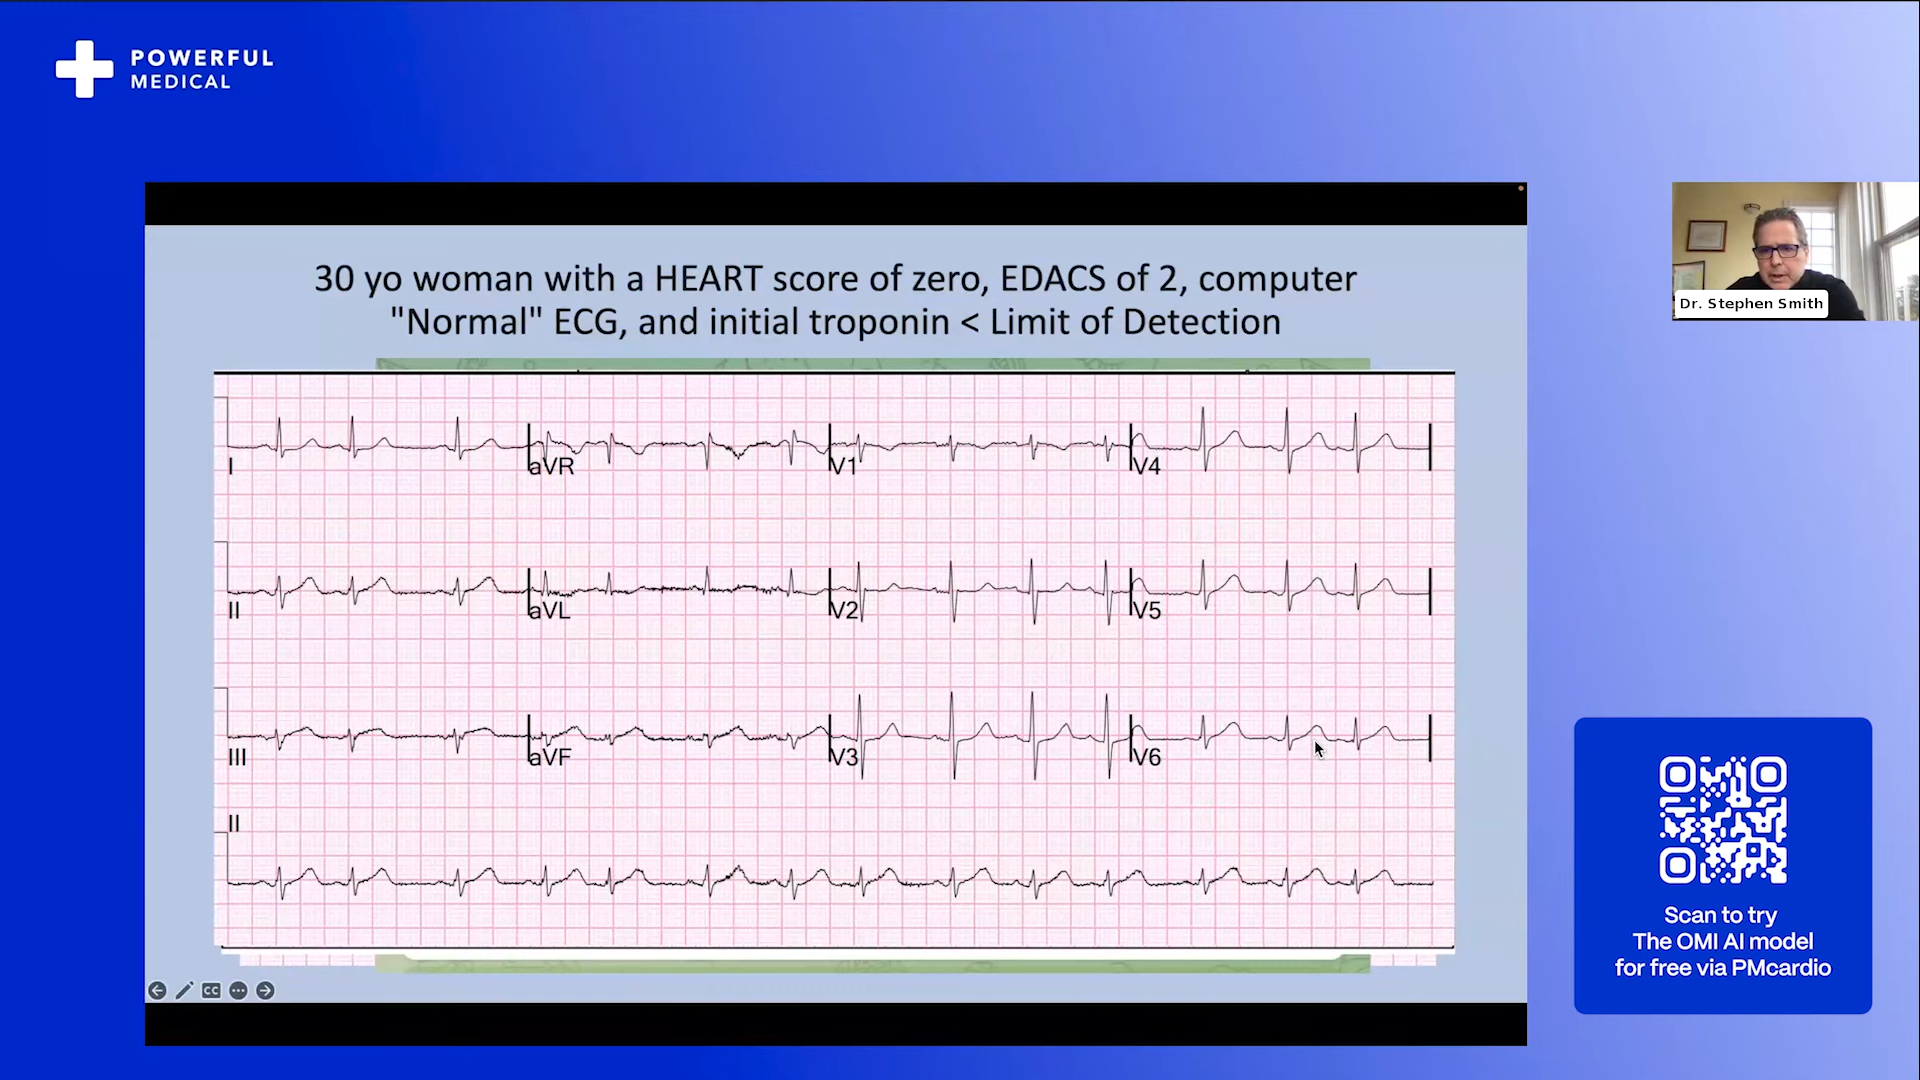 POWERFUL
MEDICAL
30 yo woman with a HEART score of zero, EDACS of 2, computer
"Normal" ECG, and initial troponin < Limit of Detection
I
aVR
V1
V4
II
aVL
V2
V5
III
aVF
V3
V6
II
CC
Dr. Stephen Smith
Scan to try
The OMI AI model
for free via PMcardio